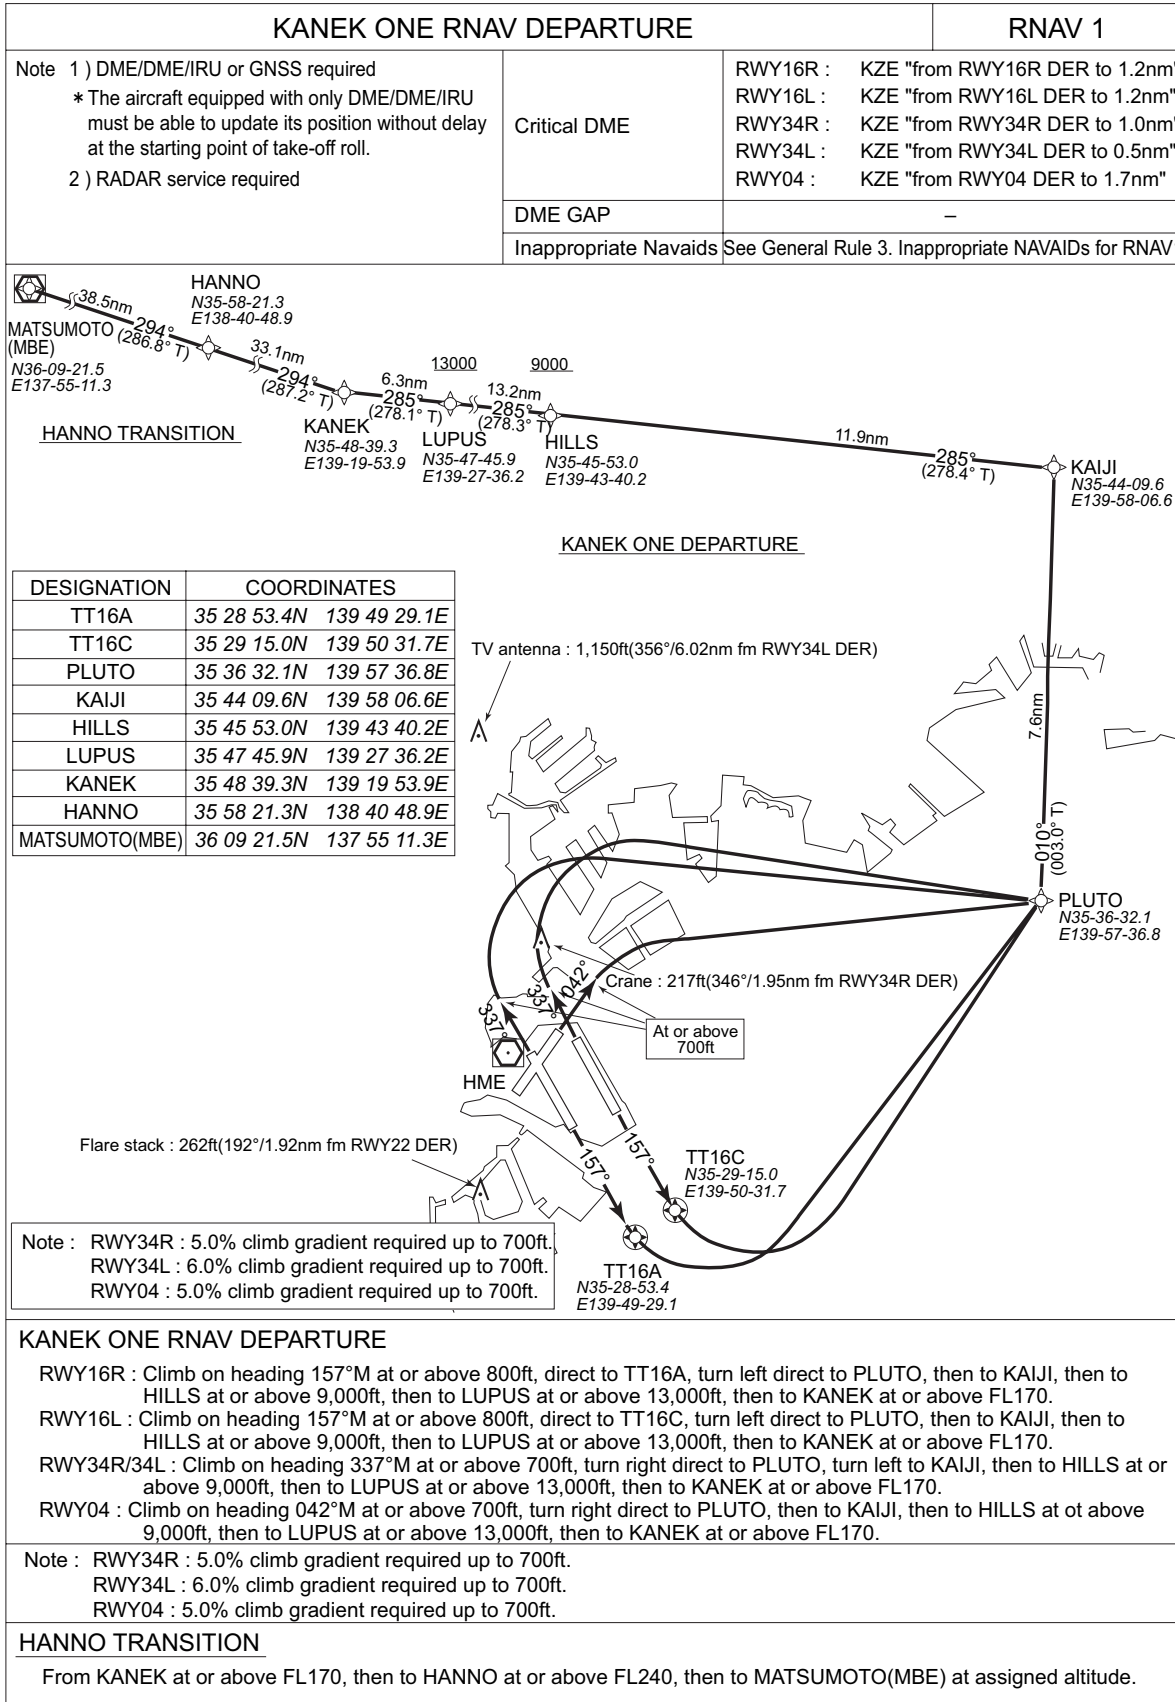 KANEK ONE RNAV DEPARTURE
RNAV 1
Note 1 ) DME/DME/IRU or GNSS required
* The aircraft equipped with only DME/DME/IRU
must be able to update its position without delay
at the starting point of take-off roll.
2 ) RADAR service required
Critical DME
RWY16R : KZE "from RWY16R DER to 1.2nm"
RWY16L : KZE "from RWY16L DER to 1.2nm"
RWY34R : KZE "from RWY34R DER to 1.0nm"
RWY34L : KZE "from RWY34L DER to 0.5nm"
RWY04 : KZE "from RWY04 DER to 1.7nm"
DME GAP –
Inappropriate Navaids See General Rule 3. Inappropriate NAVAIDs for RNAV
MATSUMOTO
(MBE)
N36-09-21.5
E137-55-11.3
38.5nm
294°
(286.8° T)
HANNO
N35-58-21.3
E138-40-48.9
33.1nm
294°
(287.2° T)
KANEK
N35-48-39.3
E139-19-53.9
6.3nm
285°
(278.1° T)
13000
LUPUS
N35-47-45.9
E139-27-36.2
13.2nm
285°
(278.3° T)
9000
HILLS
N35-45-53.0
E139-43-40.2
11.9nm
285°
(278.4° T)
KAIJI
N35-44-09.6
E139-58-06.6
HANNO TRANSITION
KANEK ONE DEPARTURE
DESIGNATION COORDINATES
TT16A 35 28 53.4N 139 49 29.1E
TT16C 35 29 15.0N 139 50 31.7E
PLUTO 35 36 32.1N 139 57 36.8E
KAIJI 35 44 09.6N 139 58 06.6E
HILLS 35 45 53.0N 139 43 40.2E
LUPUS 35 47 45.9N 139 27 36.2E
KANEK 35 48 39.3N 139 19 53.9E
HANNO 35 58 21.3N 138 40 48.9E
MATSUMOTO(MBE) 36 09 21.5N 137 55 11.3E
TV antenna : 1,150ft(356°/6.02nm fm RWY34L DER)
7.6nm
010°
(003.0° T)
PLUTO
N35-36-32.1
E139-57-36.8
Crane : 217ft(346°/1.95nm fm RWY34R DER)
337°
337°
042°
At or above
700ft
HME
Flare stack : 262ft(192°/1.92nm fm RWY22 DER)
157°
157°
TT16C
N35-29-15.0
E139-50-31.7
TT16A
N35-28-53.4
E139-49-29.1
Note : RWY34R : 5.0% climb gradient required up to 700ft.
RWY34L : 6.0% climb gradient required up to 700ft.
RWY04 : 5.0% climb gradient required up to 700ft.
KANEK ONE RNAV DEPARTURE
RWY16R : Climb on heading 157°M at or above 800ft, direct to TT16A, turn left direct to PLUTO, then to KAIJI, then to
HILLS at or above 9,000ft, then to LUPUS at or above 13,000ft, then to KANEK at or above FL170.
RWY16L : Climb on heading 157°M at or above 800ft, direct to TT16C, turn left direct to PLUTO, then to KAIJI, then to
HILLS at or above 9,000ft, then to LUPUS at or above 13,000ft, then to KANEK at or above FL170.
RWY34R/34L : Climb on heading 337°M at or above 700ft, turn right direct to PLUTO, turn left to KAIJI, then to HILLS at or
above 9,000ft, then to LUPUS at or above 13,000ft, then to KANEK at or above FL170.
RWY04 : Climb on heading 042°M at or above 700ft, turn right direct to PLUTO, then to KAIJI, then to HILLS at ot above
9,000ft, then to LUPUS at or above 13,000ft, then to KANEK at or above FL170.
Note : RWY34R : 5.0% climb gradient required up to 700ft.
RWY34L : 6.0% climb gradient required up to 700ft.
RWY04 : 5.0% climb gradient required up to 700ft.
HANNO TRANSITION
From KANEK at or above FL170, then to HANNO at or above FL240, then to MATSUMOTO(MBE) at assigned altitude.